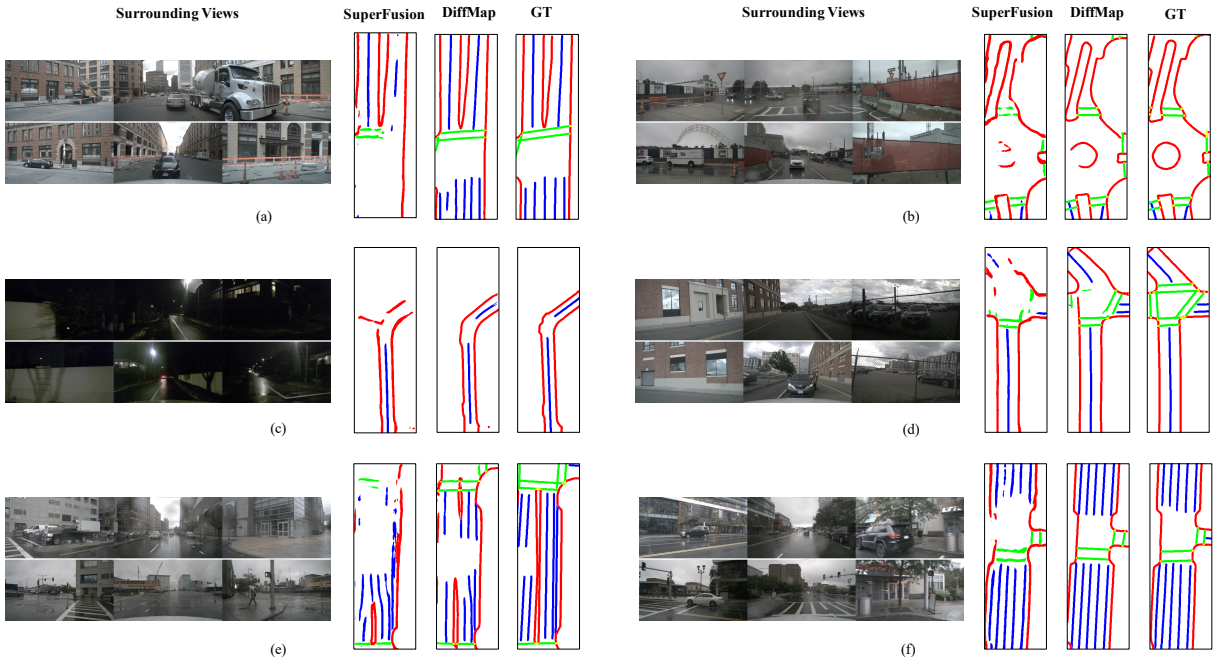 Surrounding Views SuperFusion DiffMap GT Surrounding Views SuperFusion DiffMap GT
(a) (b)
(c) (d)
(e) (f)